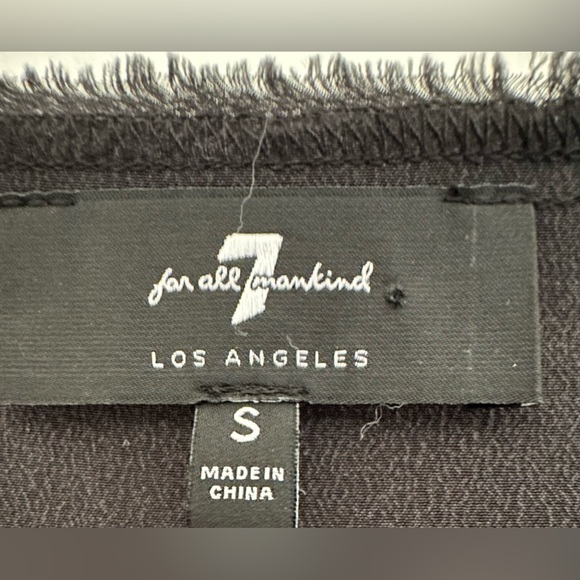 7
for all mankind
LOS ANGELES
S
MADE IN
CHINA